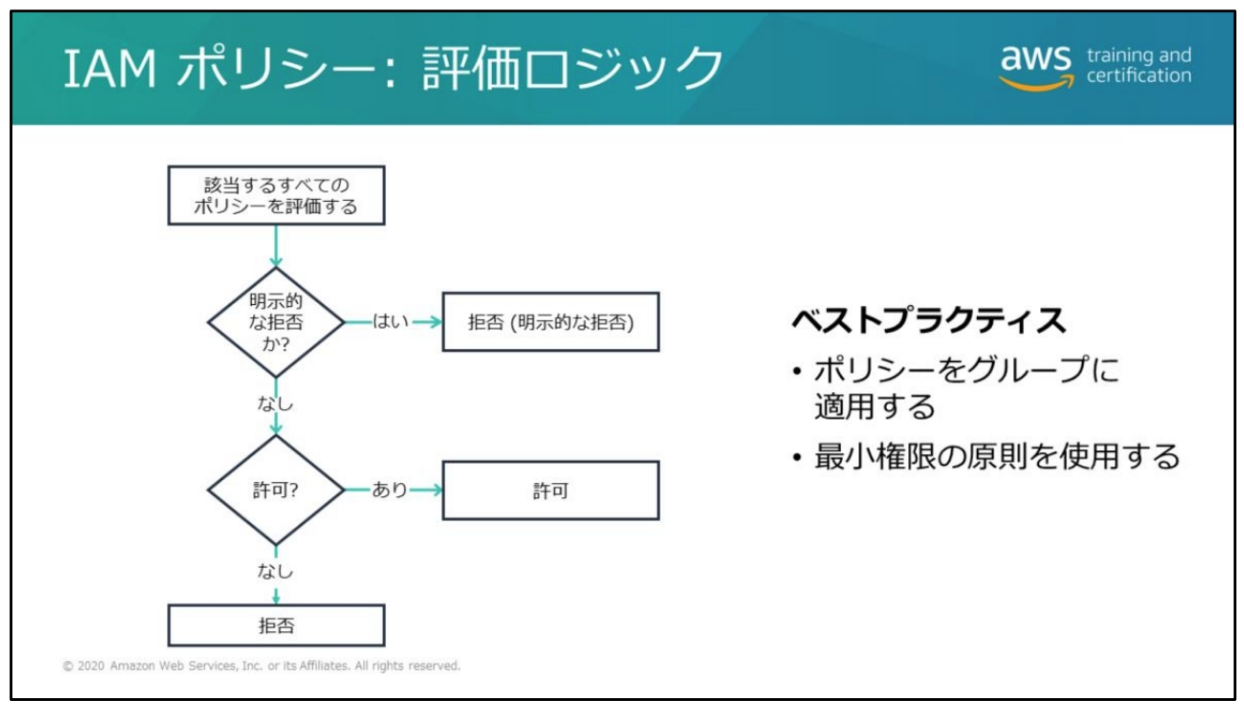 IAM ポリシー: 評価ロジック
aws training and
certification
該当するすべての
ポリシーを評価する
明示的
な拒否
か?
はい
拒否 (明示的な拒否)
なし
許可?
あり
許可
なし
拒否
ベストプラクティス
• ポリシーをグループに
適用する
• 最小権限の原則を使用する
© 2020 Amazon Web Services, Inc. or its Affiliates. All rights reserved.